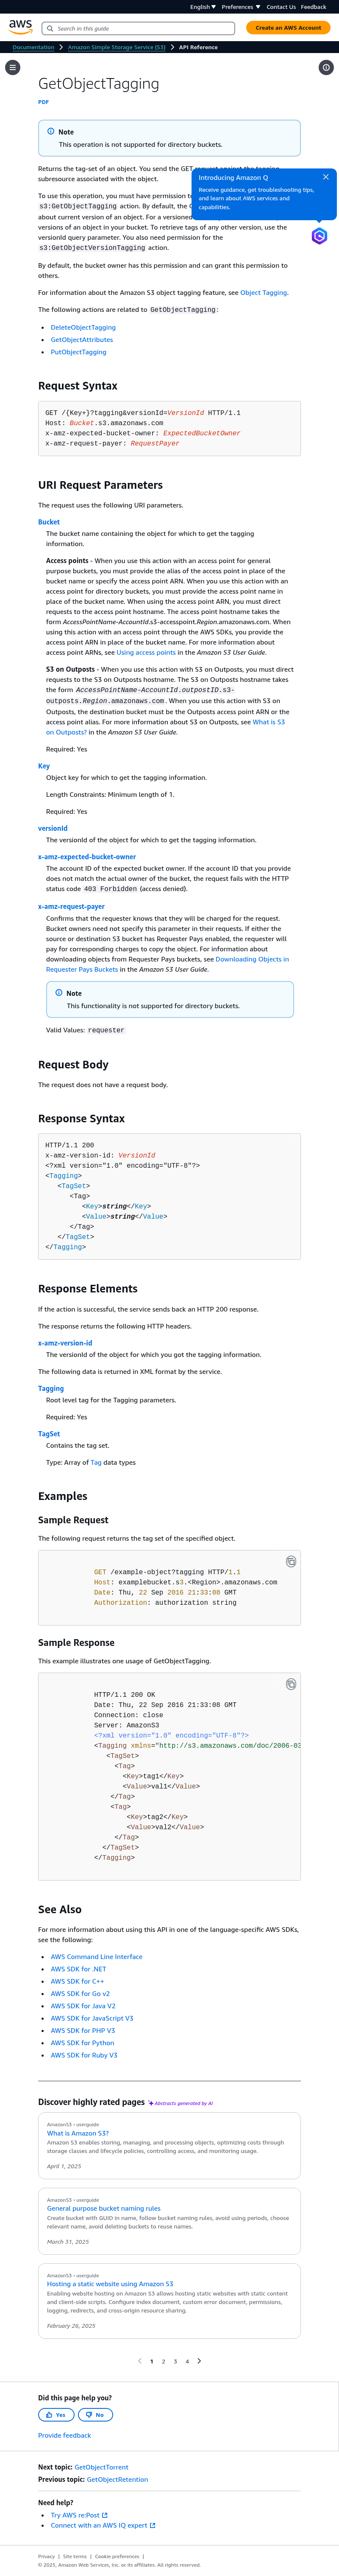 English Preferences Contact Us Feedback
aws Search in this guide Create an AWS Account
Documentation Amazon Simple Storage Service (S3) API Reference
GetObjectTagging
PDF
Note
This operation is not supported for directory buckets.
Returns the tag-set of an object. You send the GET request against the tagging
subresource associated with the object.
Introducing Amazon Q
Receive guidance, get troubleshooting tips,
and learn about AWS services and
capabilities.
To use this operation, you must have
s3:GetObjectTagging action. By default, the
about current version of an object. For a versioned
versions of an object in your bucket. To retrieve tags of any other version, use the
versionId query parameter. You also need permission for the
s3:GetObjectVersionTagging action.
By default, the bucket owner has this permission and can grant this permission to
others.
For information about the Amazon S3 object tagging feature, see Object Tagging.
The following actions are related to GetObjectTagging:
• DeleteObjectTagging
• GetObjectAttributes
• PutObjectTagging
Request Syntax
GET /{Key+}?tagging&versionId=VersionId HTTP/1.1
Host: Bucket.s3.amazonaws.com
x-amz-expected-bucket-owner: ExpectedBucketOwner
x-amz-request-payer: RequestPayer
URI Request Parameters
The request uses the following URI parameters.
Bucket
The bucket name containing the object for which to get the tagging
information.
Access points - When you use this action with an access point for general
purpose buckets, you must provide the alias of the access point in place of the
bucket name or specify the access point ARN. When you use this action with an
access point for directory buckets, you must provide the access point name in
place of the bucket name. When using the access point ARN, you must direct
requests to the access point hostname. The access point hostname takes the
form AccessPointName-AccountId.s3-accesspoint.Region.amazonaws.com. When
using this action with an access point through the AWS SDKs, you provide the
access point ARN in place of the bucket name. For more information about
access point ARNs, see Using access points in the Amazon S3 User Guide.
S3 on Outposts - When you use this action with S3 on Outposts, you must direct
requests to the S3 on Outposts hostname. The S3 on Outposts hostname takes
the form AccessPointName-AccountId.outpostID.s3-
outposts.Region.amazonaws.com. When you use this action with S3 on
Outposts, the destination bucket must be the Outposts access point ARN or the
access point alias. For more information about S3 on Outposts, see What is S3
on Outposts? in the Amazon S3 User Guide.
Required: Yes
Key
Object key for which to get the tagging information.
Length Constraints: Minimum length of 1.
Required: Yes
versionId
The versionId of the object for which to get the tagging information.
x-amz-expected-bucket-owner
The account ID of the expected bucket owner. If the account ID that you provide
does not match the actual owner of the bucket, the request fails with the HTTP
status code 403 Forbidden (access denied).
x-amz-request-payer
Confirms that the requester knows that they will be charged for the request.
Bucket owners need not specify this parameter in their requests. If either the
source or destination S3 bucket has Requester Pays enabled, the requester will
pay for corresponding charges to copy the object. For information about
downloading objects from Requester Pays buckets, see Downloading Objects in
Requester Pays Buckets in the Amazon S3 User Guide.
Note
This functionality is not supported for directory buckets.
Valid Values: requester
Request Body
The request does not have a request body.
Response Syntax
HTTP/1.1 200
x-amz-version-id: VersionId
<?xml version="1.0" encoding="UTF-8"?>
<Tagging>
<TagSet>
<Tag>
<Key>string</Key>
<Value>string</Value>
</Tag>
</TagSet>
</Tagging>
Response Elements
If the action is successful, the service sends back an HTTP 200 response.
The response returns the following HTTP headers.
x-amz-version-id
The versionId of the object for which you got the tagging information.
The following data is returned in XML format by the service.
Tagging
Root level tag for the Tagging parameters.
Required: Yes
TagSet
Contains the tag set.
Type: Array of Tag data types
Examples
Sample Request
The following request returns the tag set of the specified object.
GET /example-object?tagging HTTP/1.1
Host: examplebucket.s3.<Region>.amazonaws.com
Date: Thu, 22 Sep 2016 21:33:08 GMT
Authorization: authorization string
Sample Response
This example illustrates one usage of GetObjectTagging.
HTTP/1.1 200 OK
Date: Thu, 22 Sep 2016 21:33:08 GMT
Connection: close
Server: AmazonS3
<?xml version="1.0" encoding="UTF-8"?>
<Tagging xmlns="http://s3.amazonaws.com/doc/2006-03
<TagSet>
<Tag>
<Key>tag1</Key>
<Value>val1</Value>
</Tag>
<Tag>
<Key>tag2</Key>
<Value>val2</Value>
</Tag>
</TagSet>
</Tagging>
See Also
For more information about using this API in one of the language-specific AWS SDKs,
see the following:
• AWS Command Line Interface
• AWS SDK for .NET
• AWS SDK for C++
• AWS SDK for Go v2
• AWS SDK for Java V2
• AWS SDK for JavaScript V3
• AWS SDK for PHP V3
• AWS SDK for Python
• AWS SDK for Ruby V3
Discover highly rated pages Abstracts generated by AI
AmazonS3 › userguide
What is Amazon S3?
Amazon S3 enables storing, managing, and processing objects, optimizing costs through
storage classes and lifecycle policies, controlling access, and monitoring usage.
April 1, 2025
AmazonS3 › userguide
General purpose bucket naming rules
Create bucket with GUID in name, follow bucket naming rules, avoid using periods, choose
relevant name, avoid deleting buckets to reuse names.
March 31, 2025
AmazonS3 › userguide
Hosting a static website using Amazon S3
Enabling website hosting on Amazon S3 allows hosting static websites with static content
and client-side scripts. Configure index document, custom error document, permissions,
logging, redirects, and cross-origin resource sharing.
February 26, 2025
1 2 3 4
Did this page help you?
Yes No
Provide feedback
Next topic: GetObjectTorrent
Previous topic: GetObjectRetention
Need help?
• Try AWS re:Post
• Connect with an AWS IQ expert
Privacy | Site terms | Cookie preferences |
© 2025, Amazon Web Services, Inc. or its affiliates. All rights reserved.